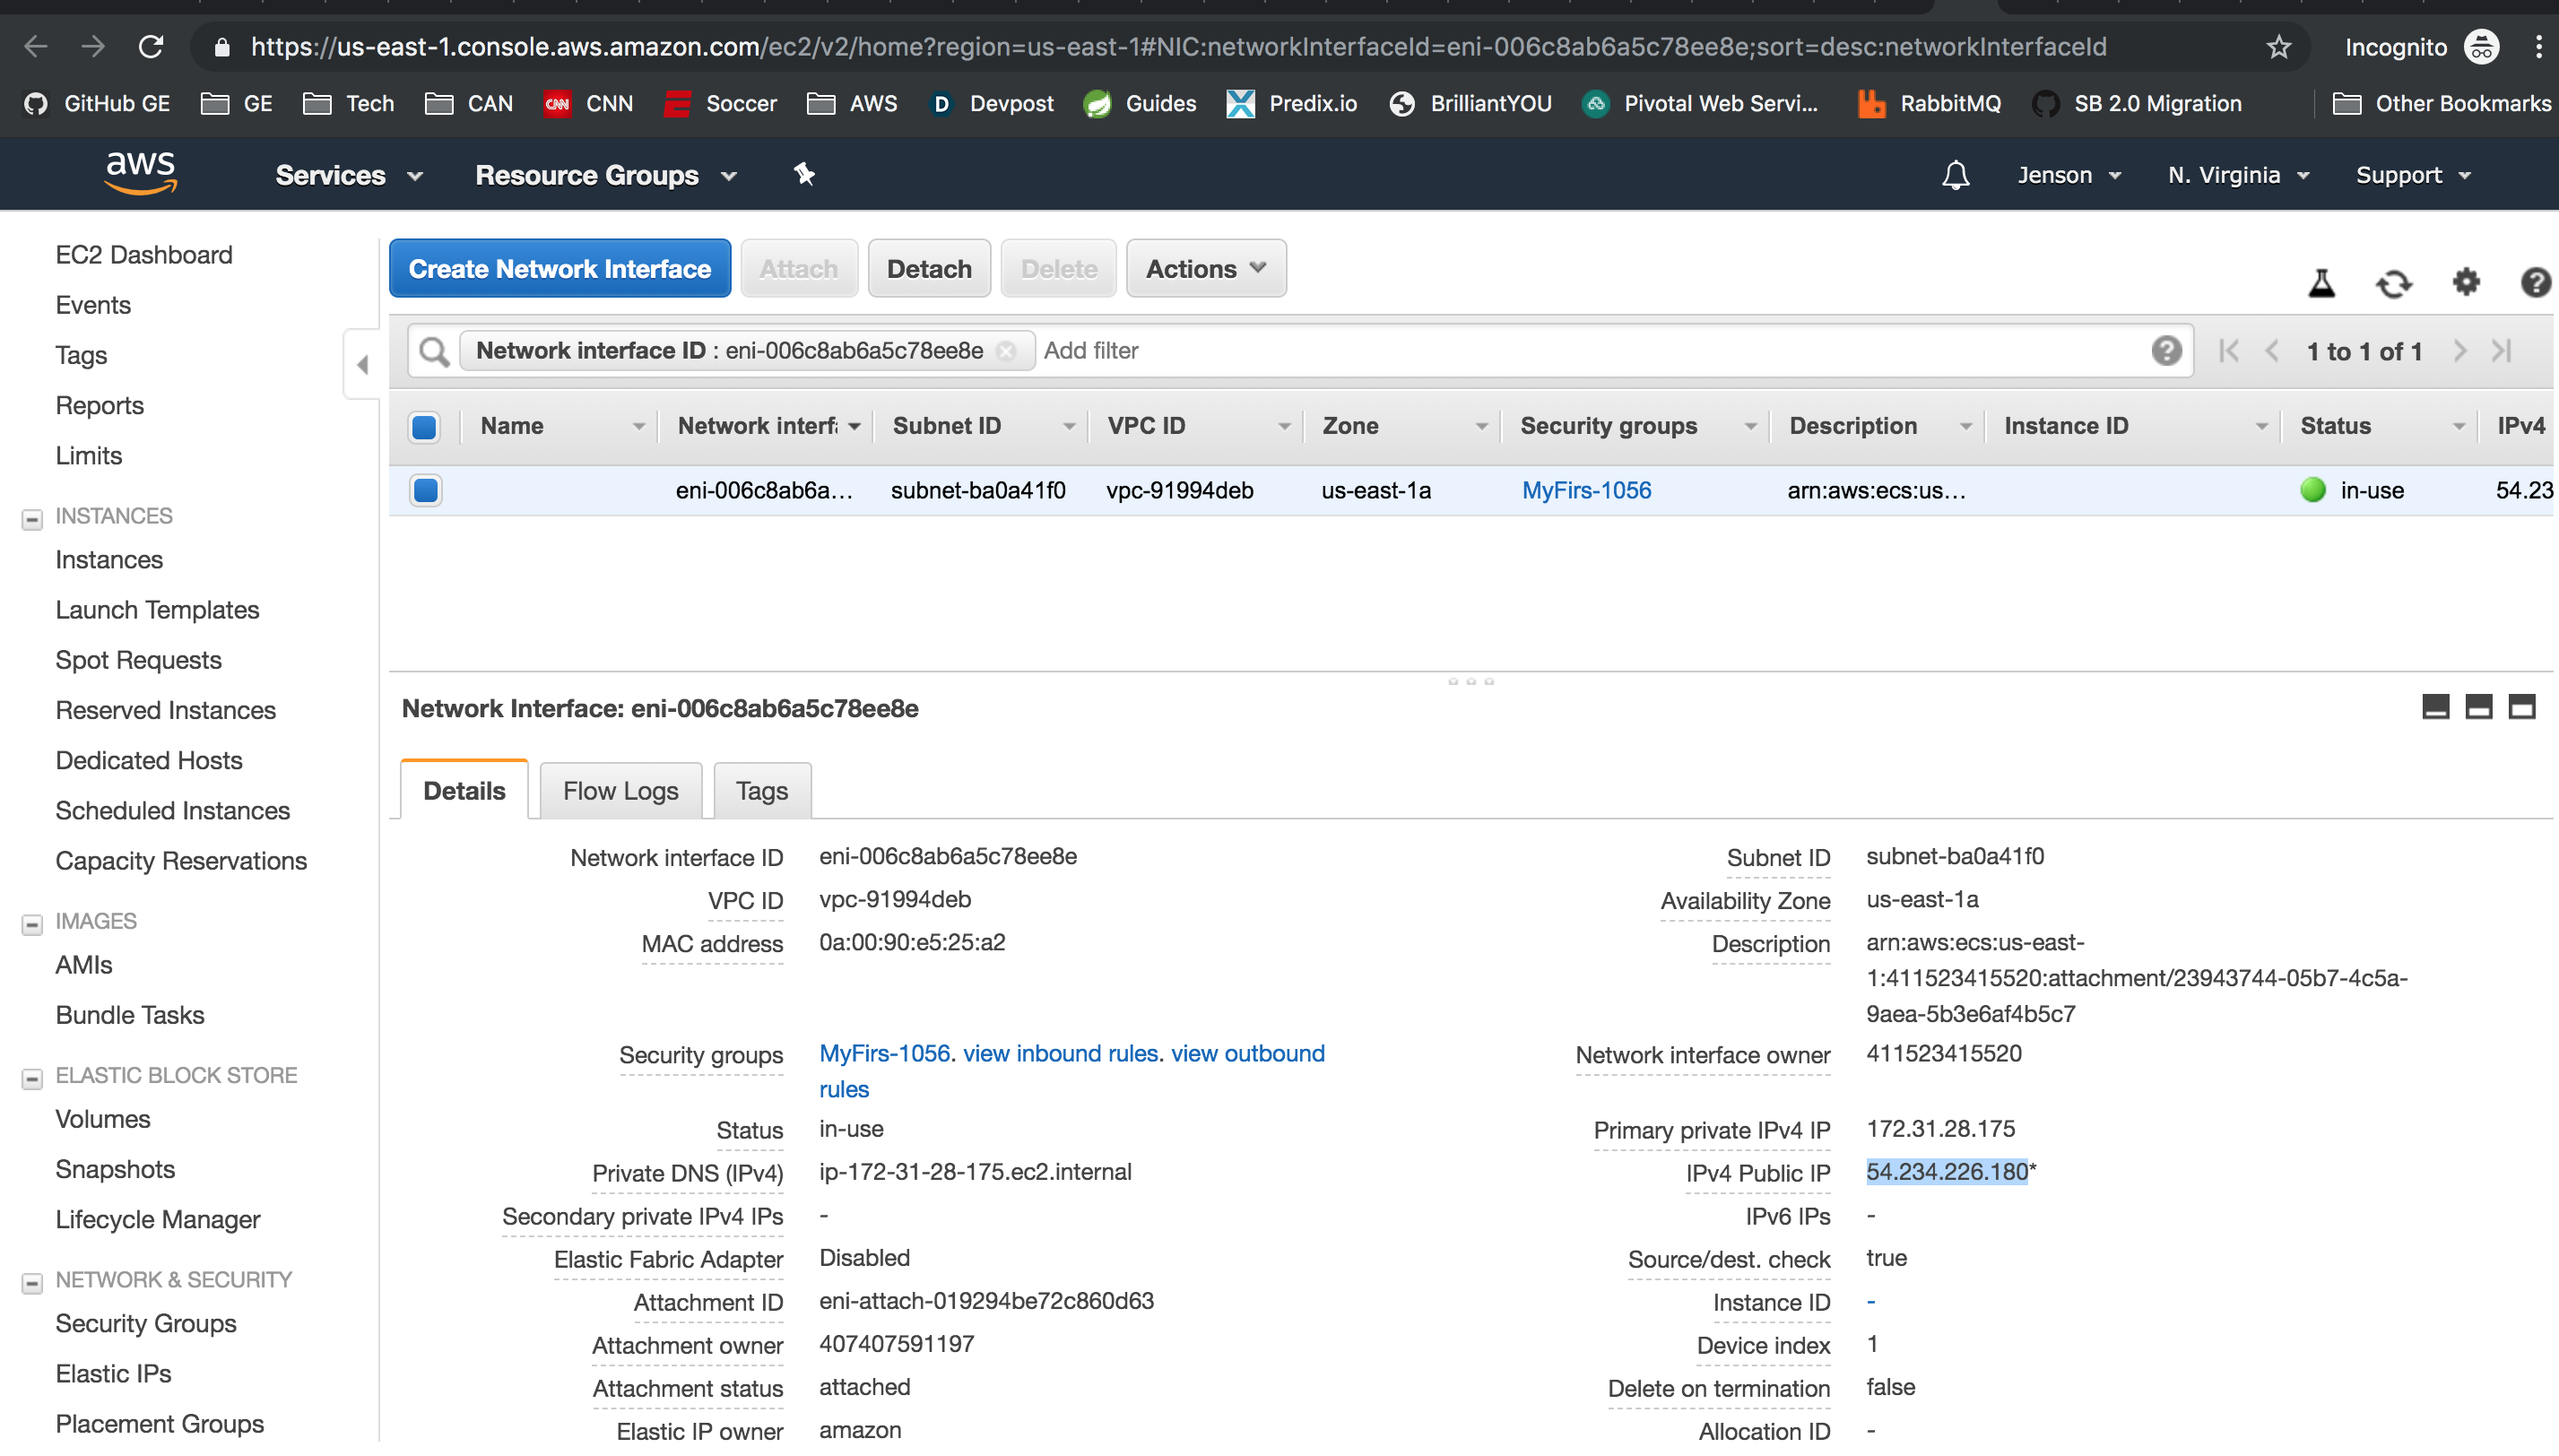 https://us-east-1.console.aws.amazon.com/ec2/v2/home?region=us-east-1#NIC:networkInterfaceId=eni-006c8ab6a5c78ee8e;sort=desc:networkInterfaceId
Incognito
GitHub GE
GE
Tech
CAN
CNN
CNN
Soccer
AWS
D
Devpost
Guides
Predix.io
BrilliantYOU
Pivotal Web Servi...
RabbitMQ
SB 2.0 Migration
Other Bookmarks
aws
Services
Resource Groups
Jenson
N. Virginia
Support
EC2 Dashboard
Events
Tags
Reports
Limits
INSTANCES
Instances
Launch Templates
Spot Requests
Reserved Instances
Dedicated Hosts
Scheduled Instances
Capacity Reservations
IMAGES
AMIs
Bundle Tasks
ELASTIC BLOCK STORE
Volumes
Snapshots
Lifecycle Manager
NETWORK & SECURITY
Security Groups
Elastic IPs
Placement Groups
Create Network Interface
Attach
Detach
Delete
Actions
Network interface ID : eni-006c8ab6a5c78ee8e
Add filter
1 to 1 of 1
Name
Network interf
Subnet ID
VPC ID
Zone
Security groups
Description
Instance ID
Status
IPv4
eni-006c8ab6a...
subnet-ba0a41f0
vpc-91994deb
us-east-1a
MyFirs-1056
arn:aws:ecs:us...
in-use
54.23
Network Interface: eni-006c8ab6a5c78ee8e
Details
Flow Logs
Tags
Network interface ID eni-006c8ab6a5c78ee8e
Subnet ID subnet-ba0a41f0
VPC ID vpc-91994deb
Availability Zone us-east-1a
MAC address 0a:00:90:e5:25:a2
Description arn:aws:ecs:us-east-
1:411523415520:attachment/23943744-05b7-4c5a-
9aea-5b3e6af4b5c7
Security groups MyFirs-1056. view inbound rules. view outbound
rules
Network interface owner 411523415520
Status in-use
Primary private IPv4 IP 172.31.28.175
Private DNS (IPv4) ip-172-31-28-175.ec2.internal
IPv4 Public IP 54.234.226.180*
Secondary private IPv4 IPs -
IPv6 IPs -
Elastic Fabric Adapter Disabled
Source/dest. check true
Attachment ID eni-attach-019294be72c860d63
Instance ID -
Attachment owner 407407591197
Device index 1
Attachment status attached
Delete on termination false
Elastic IP owner amazon
Allocation ID -